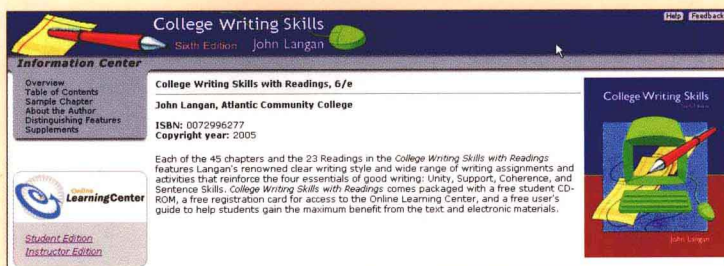 College Writing Skills
Sixth Edition John Langan
Help Feedback
Information Center
Overview
Table of Contents
Sample Chapter
About the Author
Distinguishing Features
Supplements
College Writing Skills with Readings, 6/e
John Langan, Atlantic Community College
ISBN: 0072996277
Copyright year: 2005
Each of the 45 chapters and the 23 Readings in the College Writing Skills with Readings
features Langan's renowned clear writing style and wide range of writing assignments and
activities that reinforce the four essentials of good writing: Unity, Support, Coherence, and
Sentence Skills. College Writing Skills with Readings comes packaged with a free student CD-
ROM, a free registration card for access to the Online Learning Center, and a free user's
guide to help students gain the maximum benefit from the text and electronic materials.
Online
LearningCenter
Student Edition
Instructor Edition
College Writing Skills
John Langan